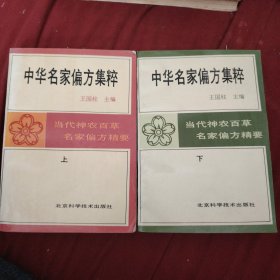 中华名家偏方集粹
王国柱 主编
当代神农百草
名家偏方精要
上
北京科学技术出版社
中华名家偏方集粹
王国柱 主编
当代神农百草
名家偏方精要
下
北京科学技术出版社